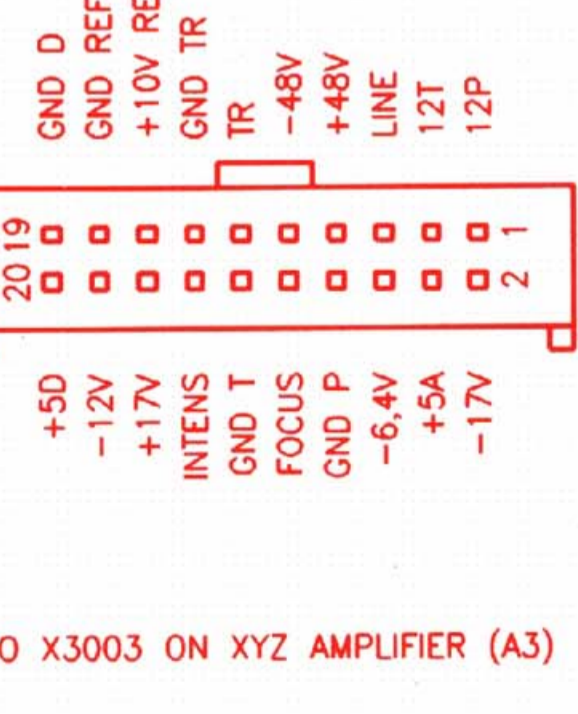 GND D
GND REF
+10V RE
GND TR
TR
-48V
+48V
LINE
12T
12P
19
1
20
2
+5D
-12V
+17V
INTENS
GND T
FOCUS
GND P
-6,4V
+5A
-17V
O X3003 ON XYZ AMPLIFIER (A3)